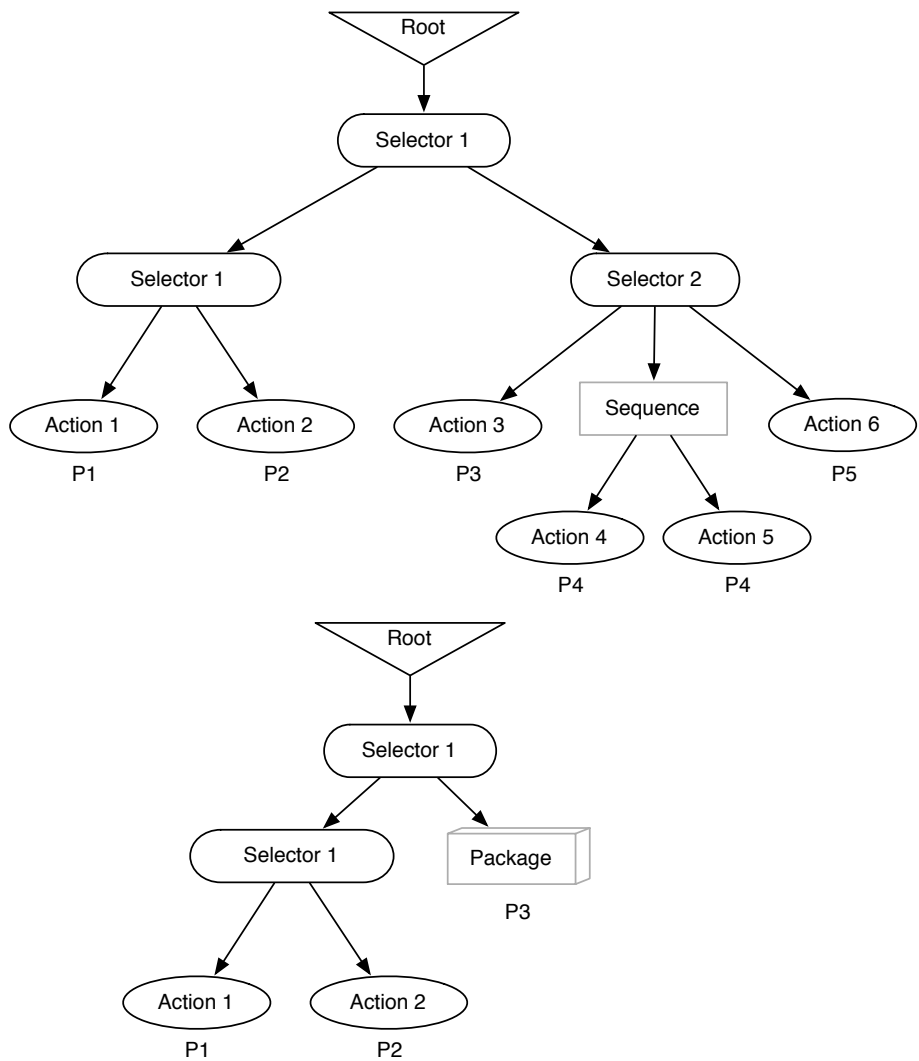 Root
Selector 1
Selector 1
Selector 2
Action 1
Action 2
Action 3
Sequence
Action 6
P1
P2
P3
P5
Action 4
Action 5
P4
P4
Root
Selector 1
Selector 1
Package
P3
Action 1
Action 2
P1
P2